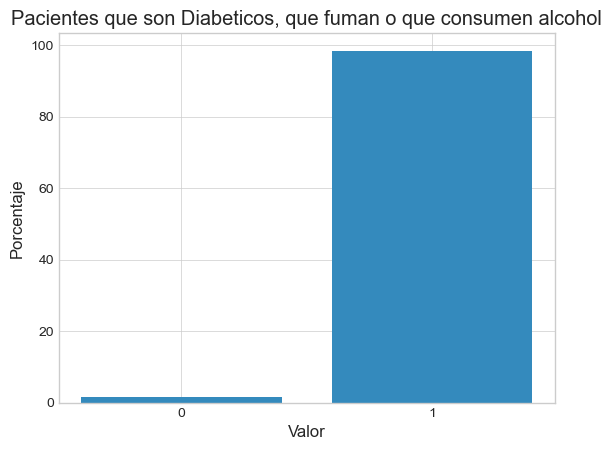 Pacientes que son Diabeticos, que fuman o que consumen alcohol
100
80
60
40
20
0
Porcentaje
0 1
Valor